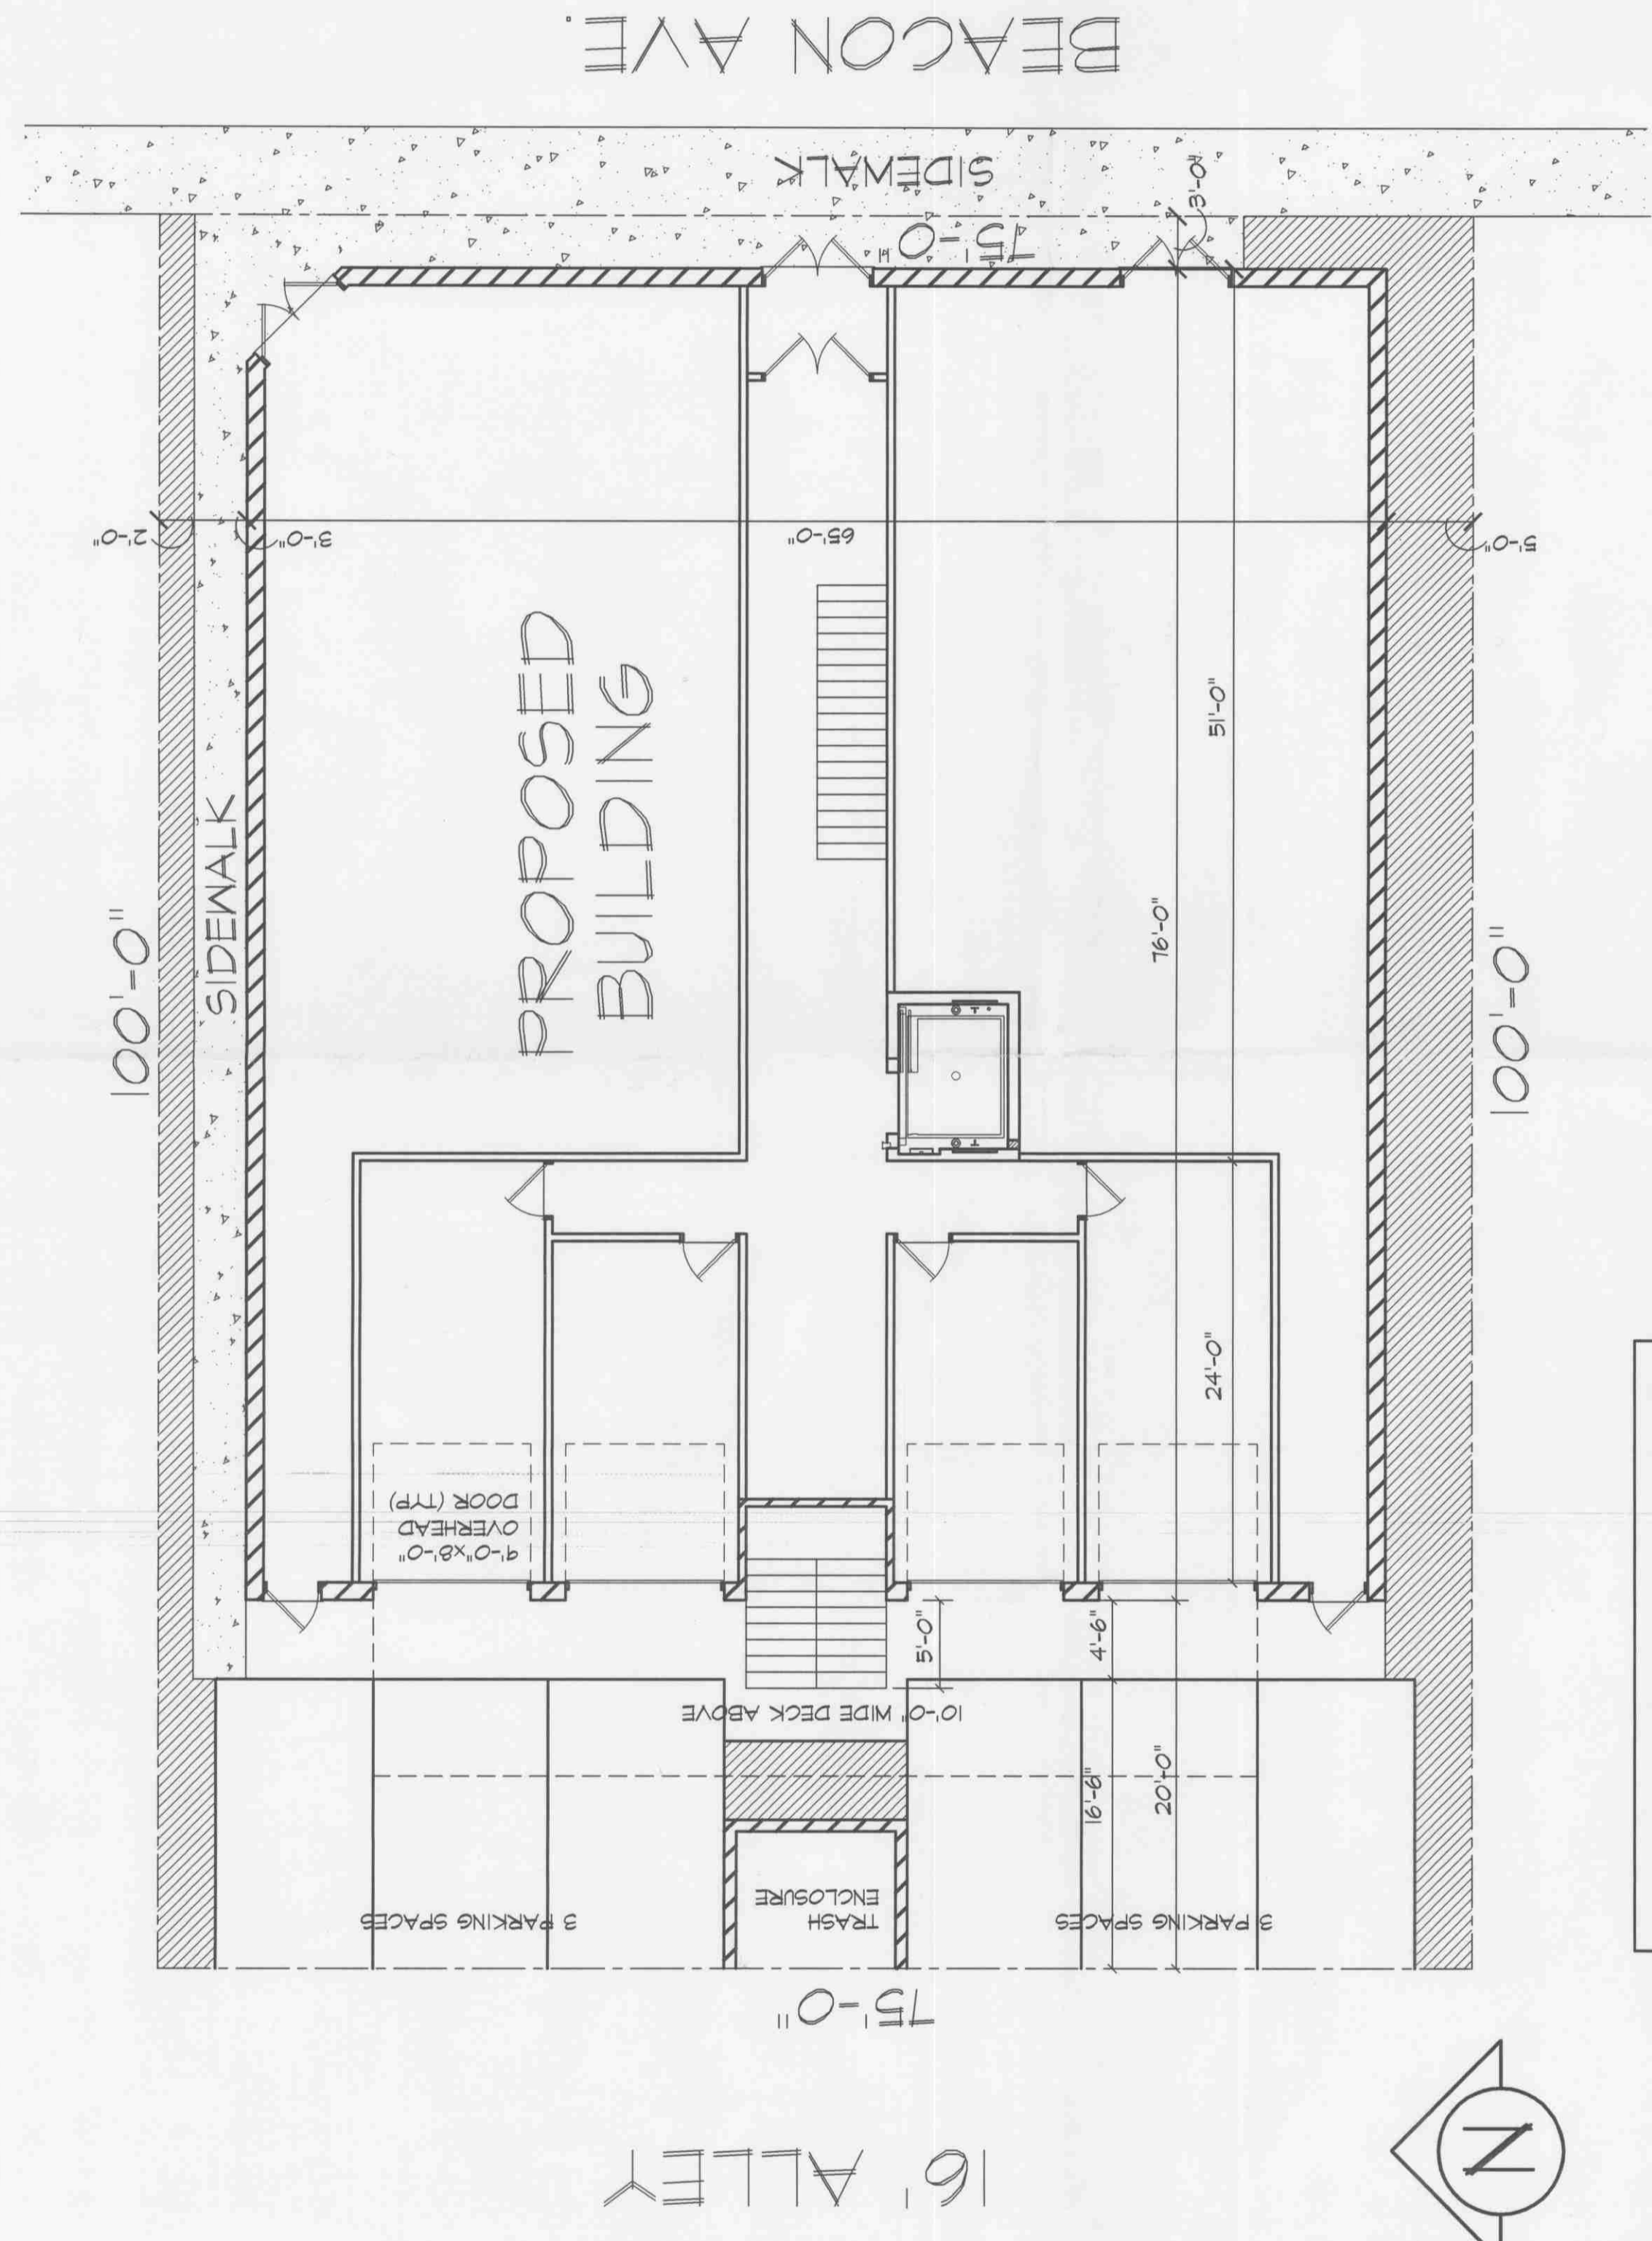 BEACON AVE.
SIDEWALK
3'-0"
75'-0"
2'-0"
3'-0"
65'-0"
5'-0"
PROPOSED
BUILDING
51'-0"
76'-0"
SIDEWALK
100'-0"
100'-0"
24'-0"
9'-0"x8'-0"
OVERHEAD
DOOR (TYP)
5'-0"
4'-6"
10'-0" WIDE DECK ABOVE
16'-6"
20'-0"
3 PARKING SPACES
TRASH
ENCLOSURE
3 PARKING SPACES
75'-0"
16' ALLEY
N